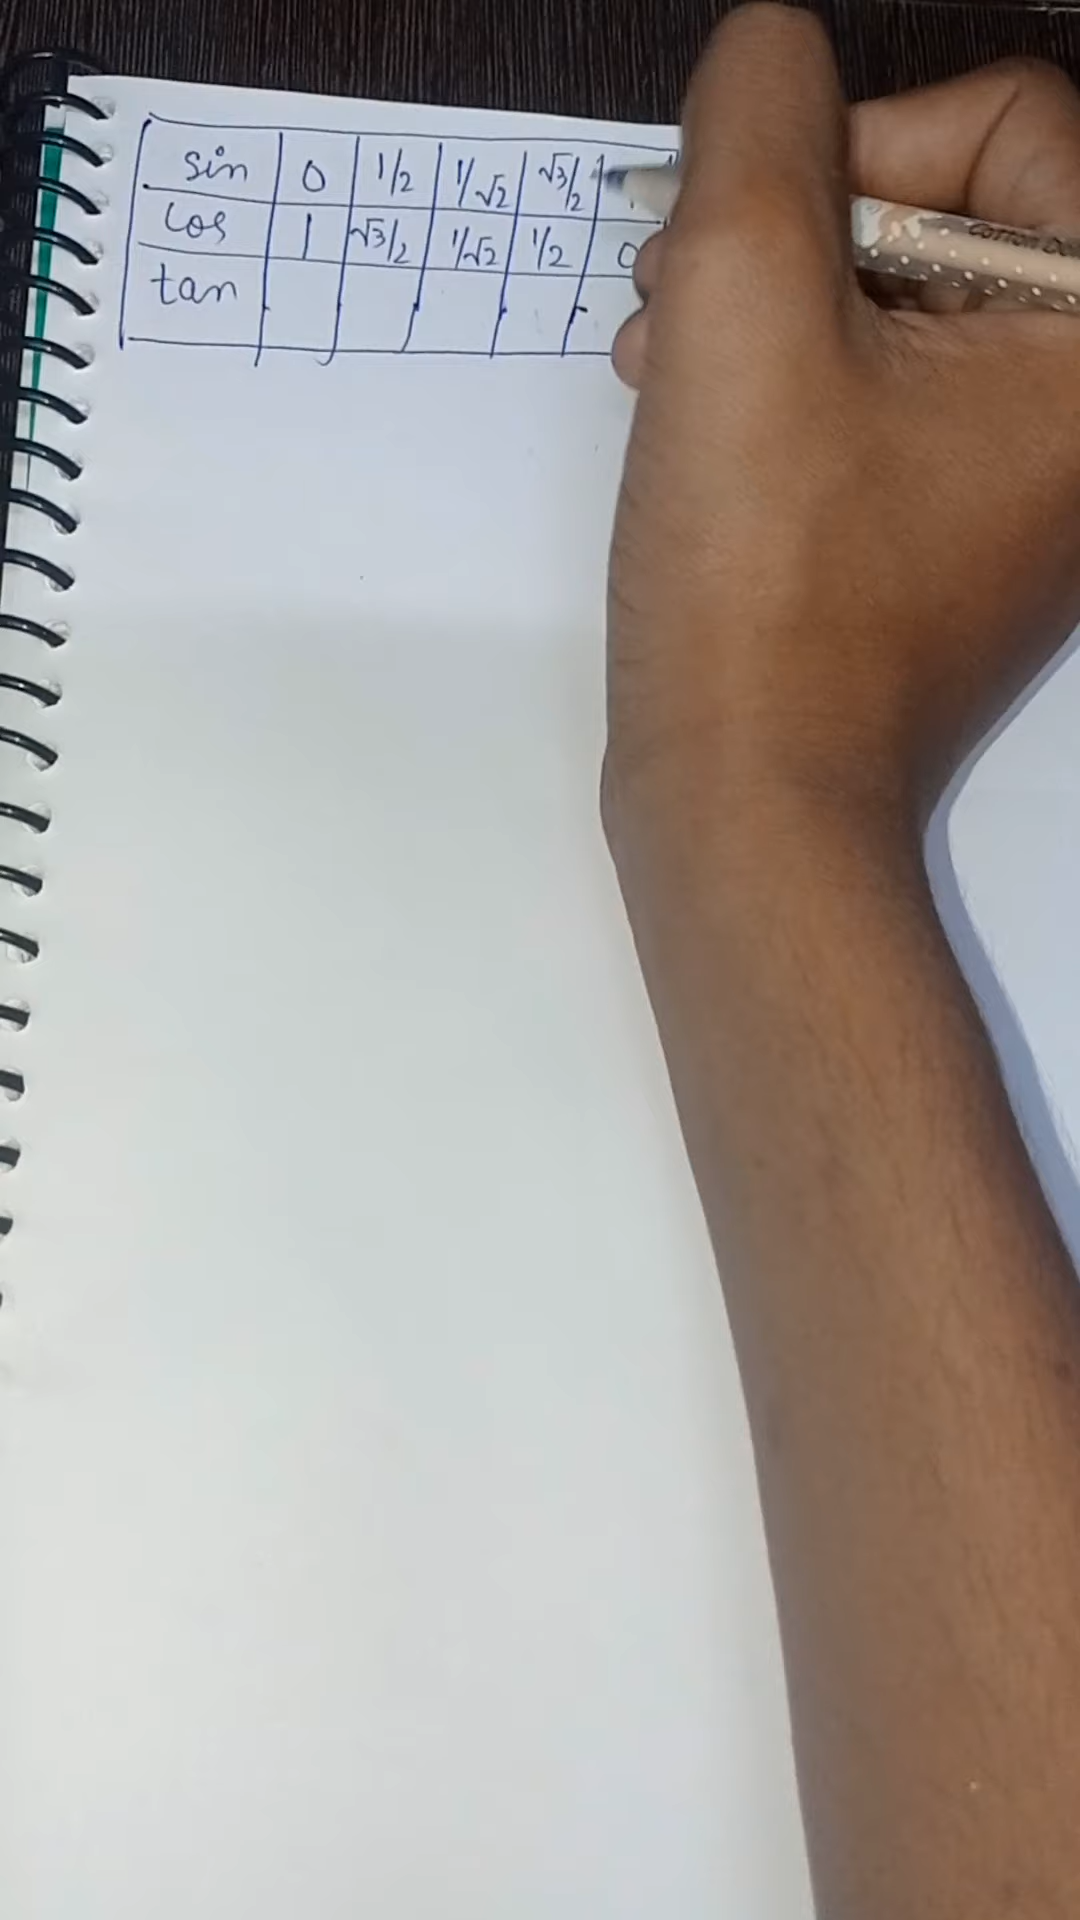 sin 0 1/2 1/√2 √3/2
cos 1 √3/2 1/√2 1/2 0
tan